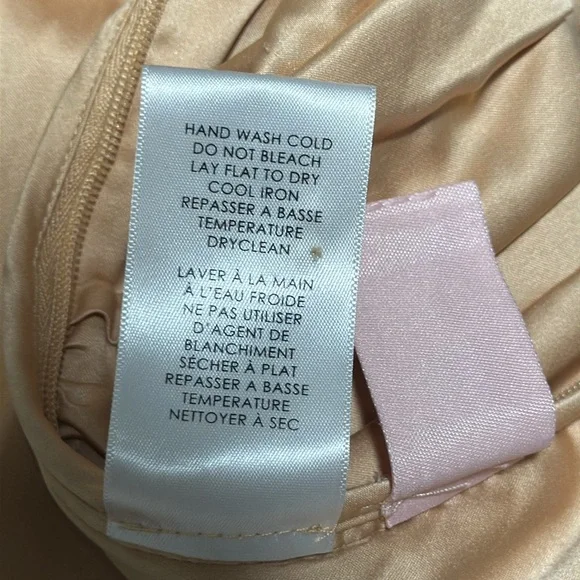 HAND WASH COLD
DO NOT BLEACH
LAY FLAT TO DRY
COOL IRON
REPASSER A BASSE
TEMPERATURE
DRYCLEAN
LAVER À LA MAIN
À L'EAU FROIDE
NE PAS UTILISER
D'AGENT DE
BLANCHIMENT
SÉCHER À PLAT
REPASSER A BASSE
TEMPERATURE
NETTOYER À SEC